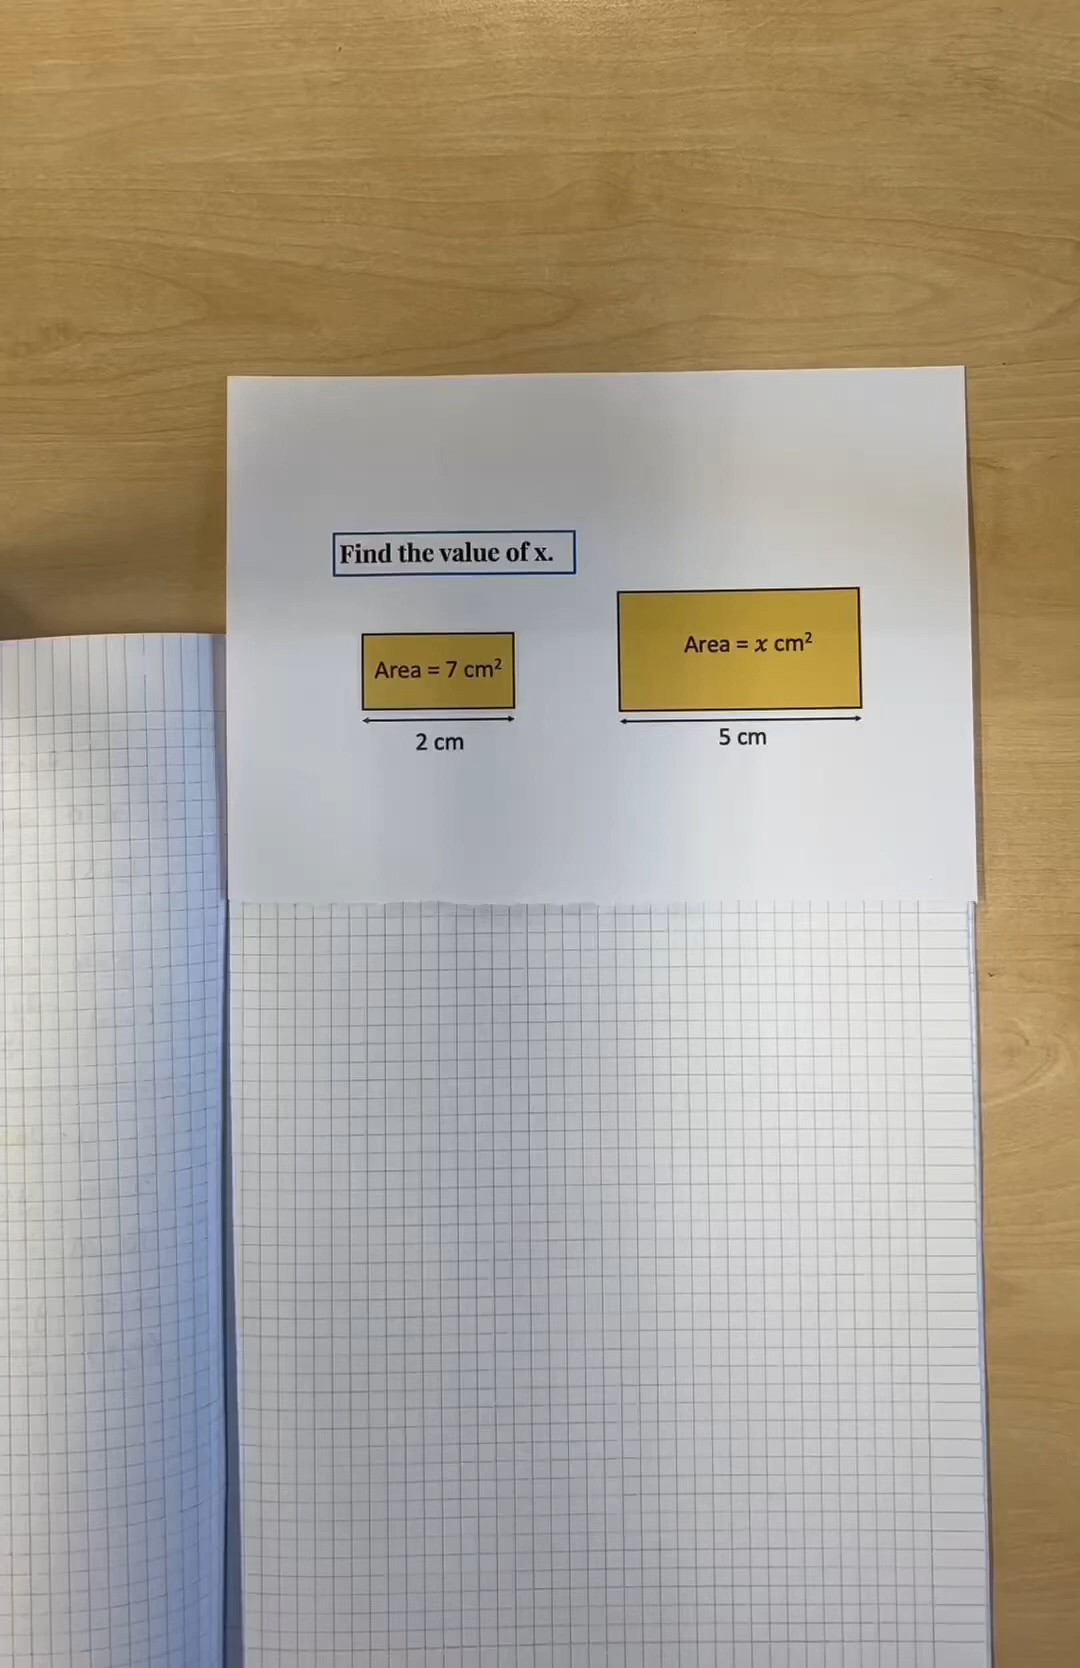 Find the value of x.
Area = 7 cm²
Area = x cm²
2 cm
5 cm